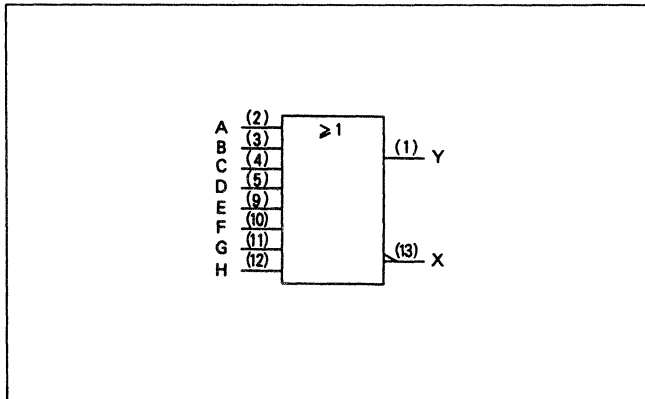 A (2)
B (3)
C (4)
D (5)
E (9)
F (10)
G (11)
H (12)
≥ 1
(1) Y
(13) X